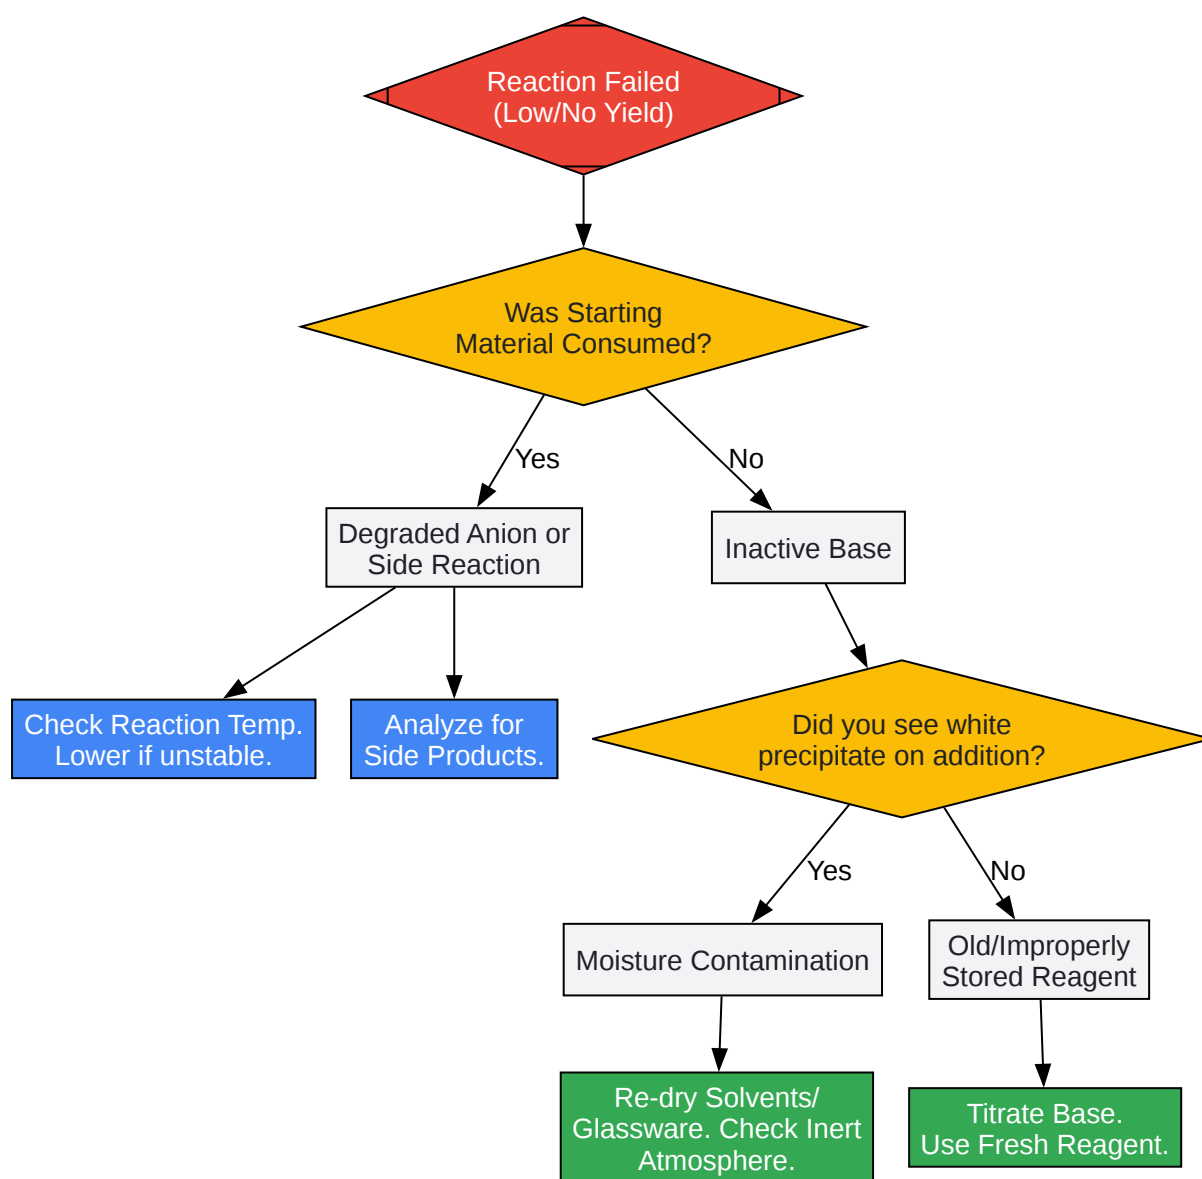 Reaction Failed
(Low/No Yield)
Was Starting
Material Consumed?
Yes
No
Degraded Anion or
Side Reaction
Inactive Base
Check Reaction Temp.
Lower if unstable.
Analyze for
Side Products.
Did you see white
precipitate on addition?
Yes
No
Moisture Contamination
Old/Improperly
Stored Reagent
Re-dry Solvents/
Glassware. Check Inert
Atmosphere.
Titrate Base.
Use Fresh Reagent.